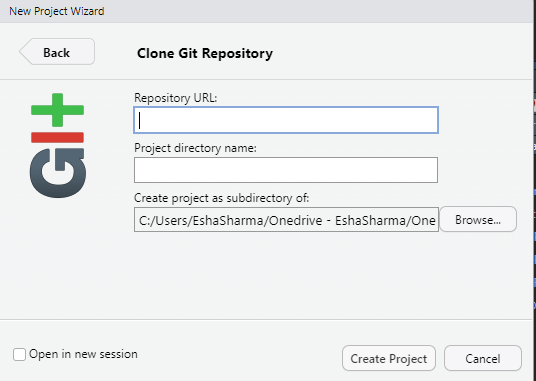 New Project Wizard
Back
Clone Git Repository
Repository URL:
git
Project directory name:
Create project as subdirectory of:
C:/Users/EshaSharma/Onedrive - EshaSharma/One
Browse...
Open in new session
Create Project
Cancel